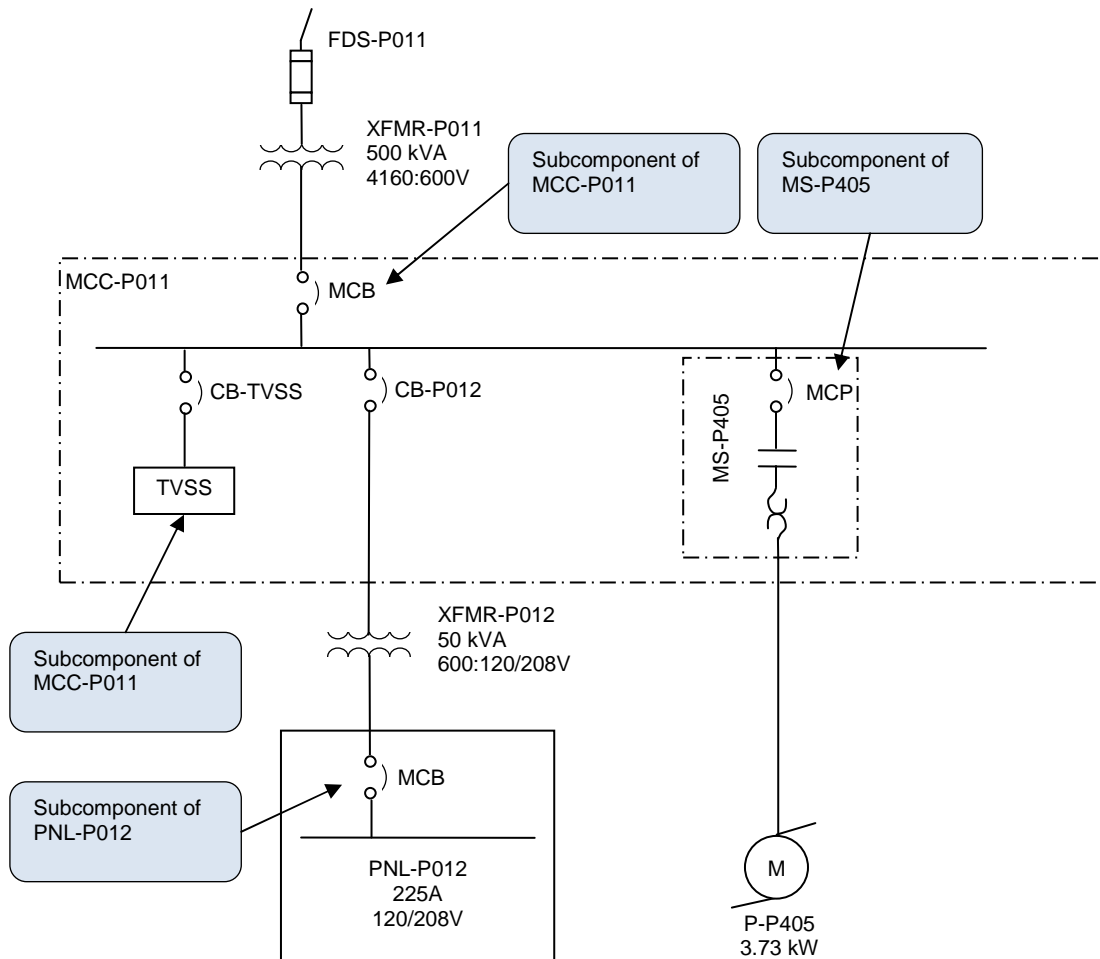 FDS-P011
XFMR-P011
500 kVA
4160:600V
Subcomponent of
MCC-P011
Subcomponent of
MS-P405
MCC-P011
MCB
CB-TVSS
CB-P012
MCP
MS-P405
TVSS
XFMR-P012
50 kVA
600:120/208V
Subcomponent of
MCC-P011
MCB
Subcomponent of
PNL-P012
PNL-P012
225A
120/208V
M
P-P405
3.73 kW